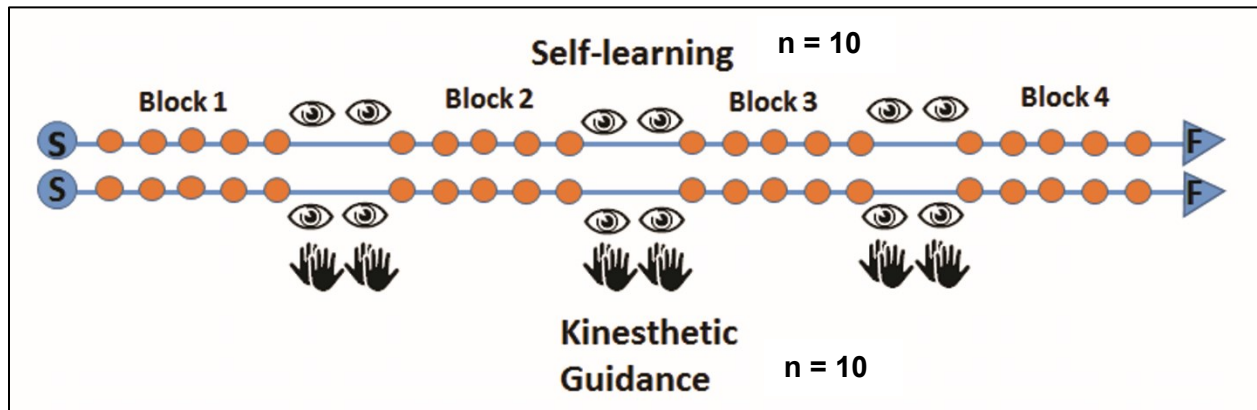 Self-learning n = 10
Block 1 Block 2 Block 3 Block 4
S F
S F
Kinesthetic
Guidance n = 10